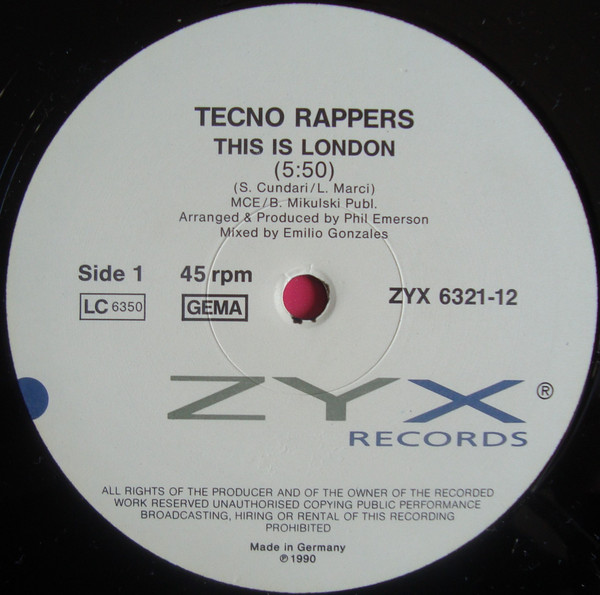 TECNO RAPPERS
THIS IS LONDON
(5:50)
(S. Cundari/L. Marci)
MCE/B. Mikulski Publ.
Arranged & Produced by Phil Emerson
Mixed by Emilio Gonzales
Side 1 45 rpm ZYX 6321-12
LC 6350 GEMA
ZYX ®
RECORDS
ALL RIGHTS OF THE PRODUCER AND OF THE OWNER OF THE RECORDED
WORK RESERVED UNAUTHORISED COPYING PUBLIC PERFORMANCE
BROADCASTING, HIRING OR RENTAL OF THIS RECORDING
PROHIBITED
Made in Germany
℗ 1990